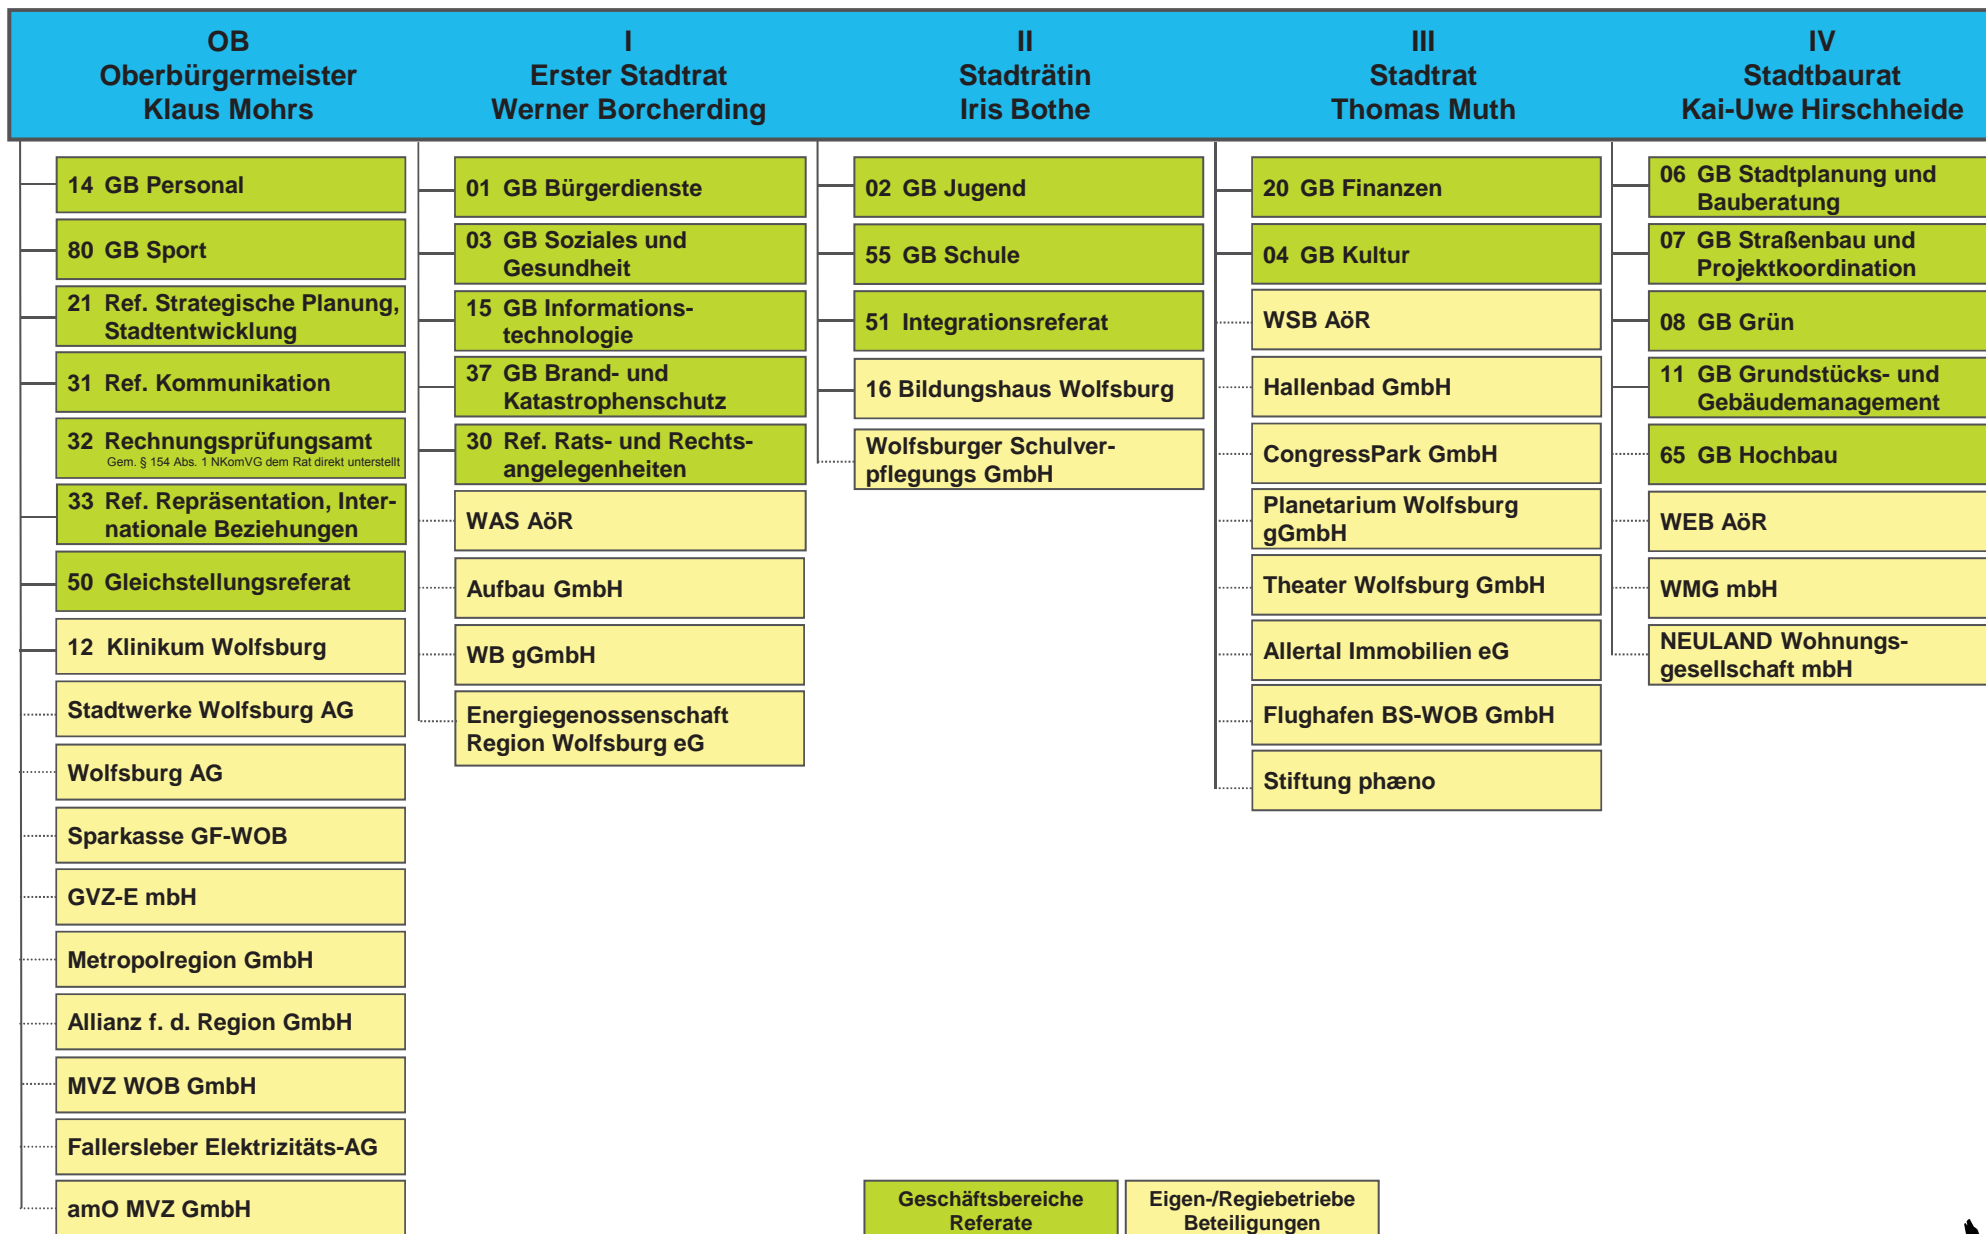 OB
Oberbürgermeister
Klaus Mohrs
I
Erster Stadtrat
Werner Borcherding
II
Stadträtin
Iris Bothe
III
Stadtrat
Thomas Muth
IV
Stadtbaurat
Kai-Uwe Hirschheide
14 GB Personal
80 GB Sport
21 Ref. Strategische Planung,
Stadtentwicklung
31 Ref. Kommunikation
32 Rechnungsprüfungsamt
Gem. § 154 Abs. 1 NKomVG dem Rat direkt unterstellt
33 Ref. Repräsentation, Inter-
nationale Beziehungen
50 Gleichstellungsreferat
12 Klinikum Wolfsburg
Stadtwerke Wolfsburg AG
Wolfsburg AG
Sparkasse GF-WOB
GVZ-E mbH
Metropolregion GmbH
Allianz f. d. Region GmbH
MVZ WOB GmbH
Fallersleber Elektrizitäts-AG
amO MVZ GmbH
01 GB Bürgerdienste
03 GB Soziales und
Gesundheit
15 GB Informations-
technologie
37 GB Brand- und
Katastrophenschutz
30 Ref. Rats- und Rechts-
angelegenheiten
WAS AöR
Aufbau GmbH
WB gGmbH
Energiegenossenschaft
Region Wolfsburg eG
02 GB Jugend
55 GB Schule
51 Integrationsreferat
16 Bildungshaus Wolfsburg
Wolfsburger Schulver-
pflegungs GmbH
20 GB Finanzen
04 GB Kultur
WSB AöR
Hallenbad GmbH
CongressPark GmbH
Planetarium Wolfsburg
gGmbH
Theater Wolfsburg GmbH
Allertal Immobilien eG
Flughafen BS-WOB GmbH
Stiftung phæno
06 GB Stadtplanung und
Bauberatung
07 GB Straßenbau und
Projektkoordination
08 GB Grün
11 GB Grundstücks- und
Gebäudemanagement
65 GB Hochbau
WEB AöR
WMG mbH
NEULAND Wohnungs-
gesellschaft mbH
Geschäftsbereiche
Referate
Eigen-/Regiebetriebe
Beteiligungen